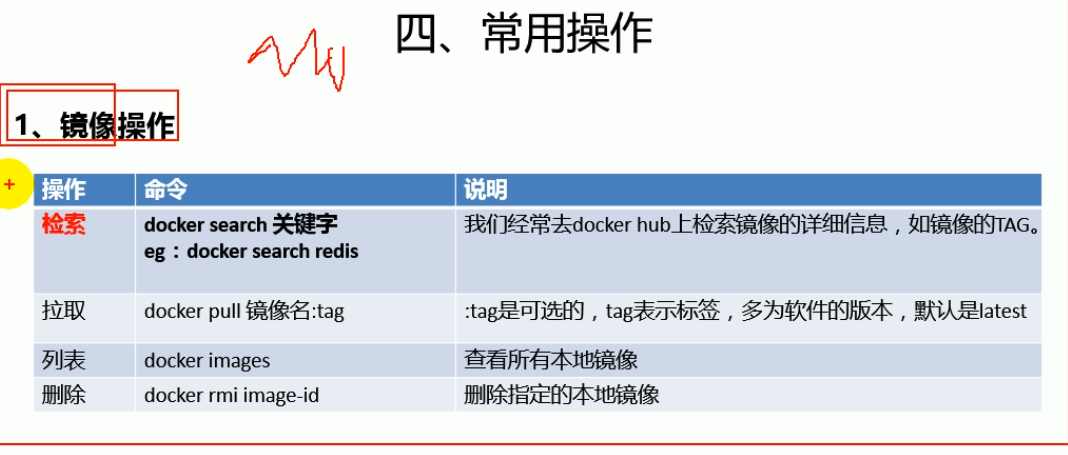 四、常用操作
1、镜像操作
操作 命令 说明
检索 docker search 关键字 我们经常去docker hub上检索镜像的详细信息，如镜像的TAG。
eg：docker search redis
拉取 docker pull 镜像名:tag :tag是可选的，tag表示标签，多为软件的版本，默认是latest
列表 docker images 查看所有本地镜像
删除 docker rmi image-id 删除指定的本地镜像